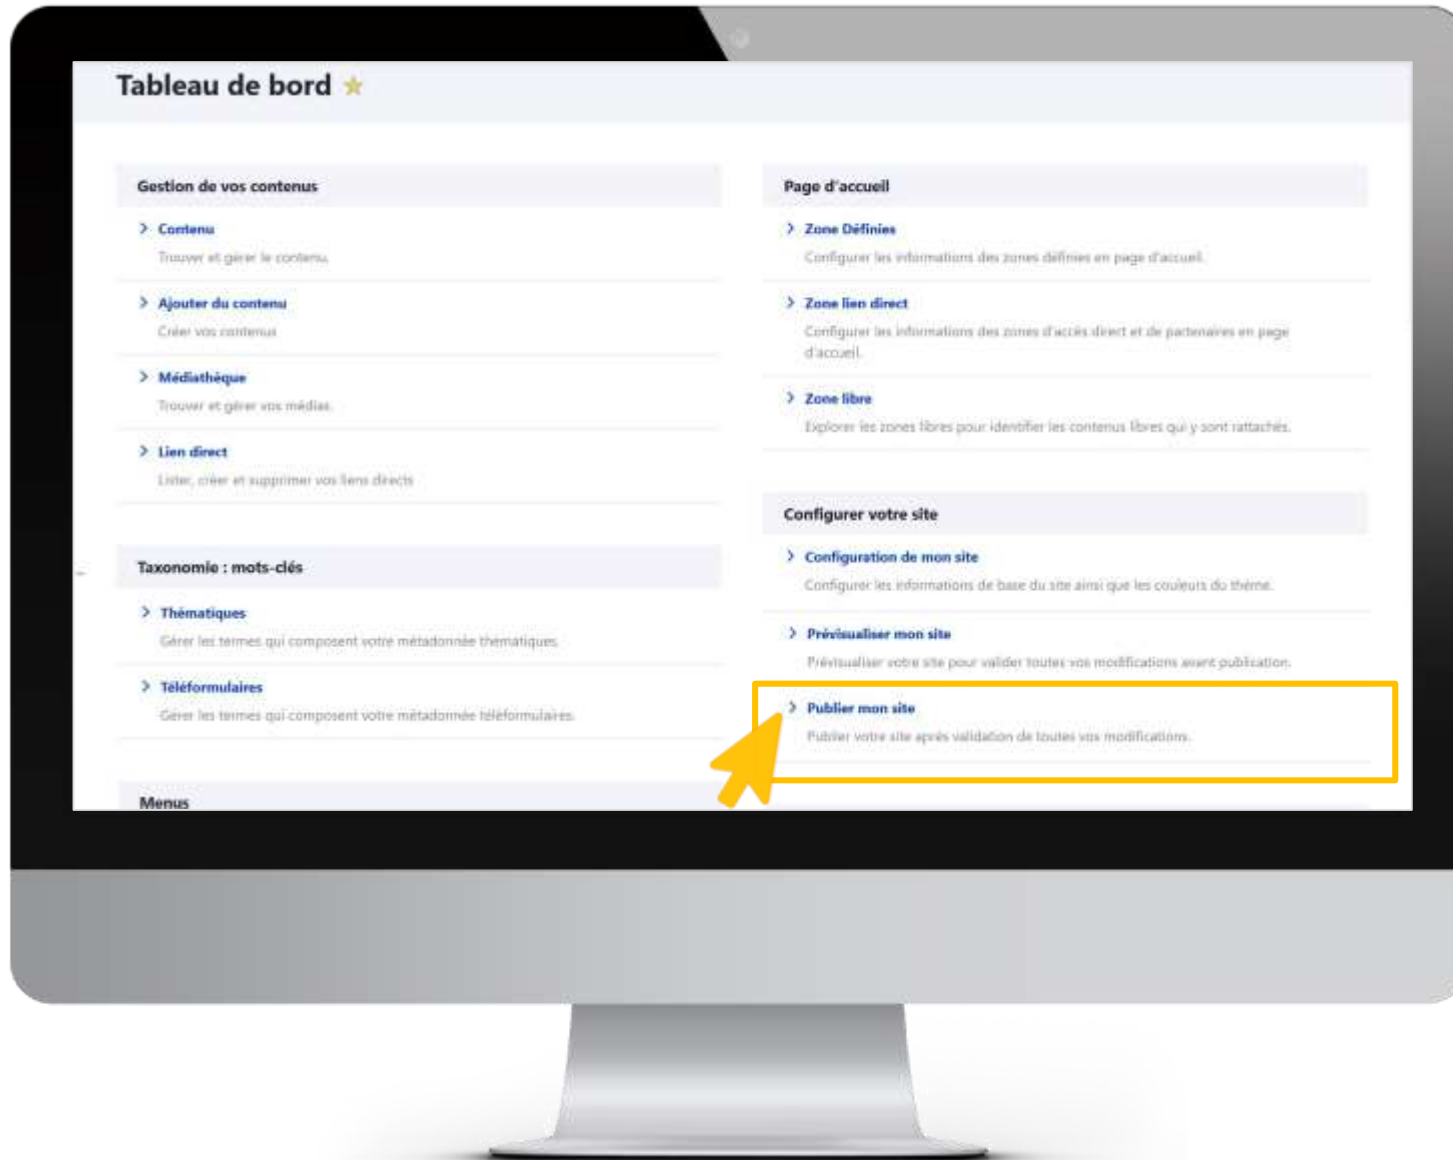 Tableau de bord
Gestion de vos contenus
Contenu
Trouver et gérer le contenu.
Ajouter du contenu
Créer vos contenus
Médiathèque
Trouver et gérer vos médias.
Lien direct
Lister, créer et supprimer vos liens directs
Taxonomie : mots-clés
Thématiques
Gérer les termes qui composent votre métadonnée thématiques.
Téléformulaires
Gérer les termes qui composent votre métadonnée téléformulaires.
Menus
Page d'accueil
Zone Définies
Configurer les informations des zones définies en page d'accueil.
Zone lien direct
Configurer les informations des zones d'accès direct et de partenaires en page
d'accueil.
Zone libre
Explorer les zones libres pour identifier les contenus libres qui y sont rattachés.
Configurer votre site
Configuration de mon site
Configurer les informations de base du site ainsi que les couleurs du thème.
Prévisualiser mon site
Prévisualiser votre site pour valider toutes vos modifications avant publication.
Publier mon site
Publier votre site après validation de toutes vos modifications.